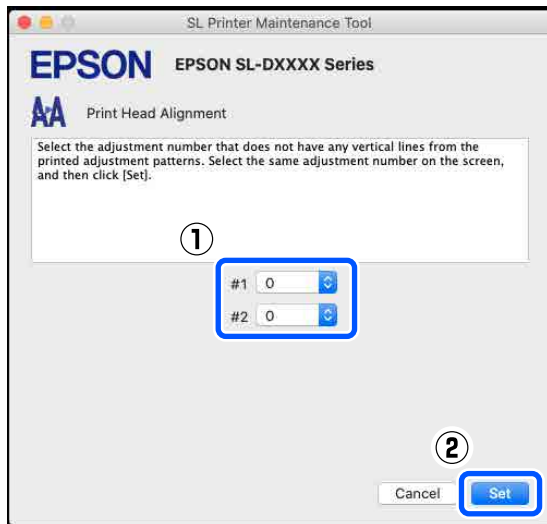 SL Printer Maintenance Tool
EPSON EPSON SL-DXXXX Series
Print Head Alignment
Select the adjustment number that does not have any vertical lines from the
printed adjustment patterns. Select the same adjustment number on the screen,
and then click [Set].
①
#1 0
#2 0
②
Cancel Set